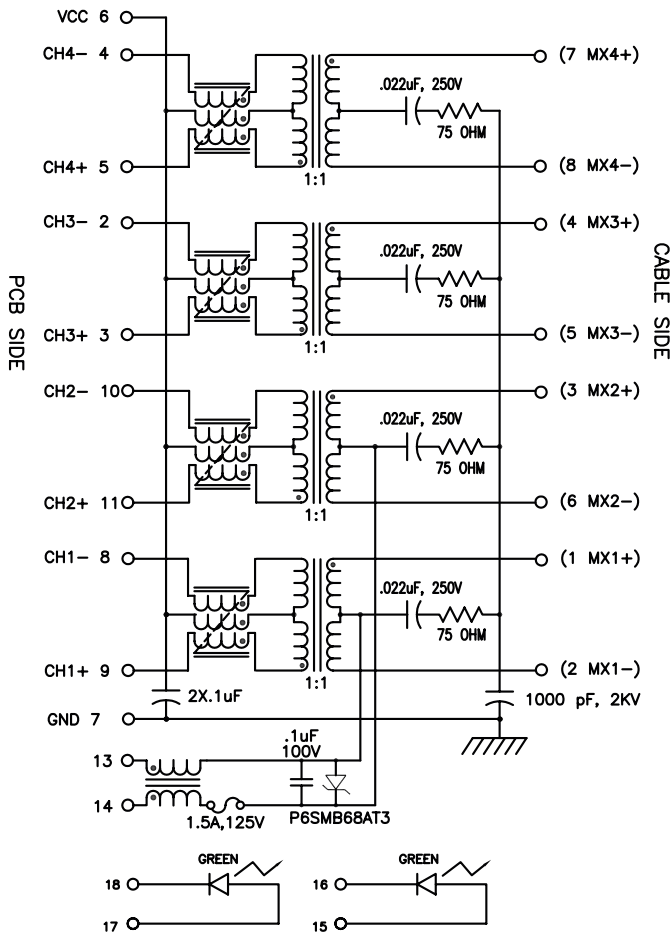 VCC 6
CH4- 4
(7 MX4+)
.022uF, 250V
75 OHM
CH4+ 5
(8 MX4-)
1:1
CH3- 2
(4 MX3+)
.022uF, 250V
75 OHM
PCB SIDE
CABLE SIDE
CH3+ 3
(5 MX3-)
1:1
CH2- 10
(3 MX2+)
.022uF, 250V
75 OHM
CH2+ 11
(6 MX2-)
1:1
CH1- 8
(1 MX1+)
.022uF, 250V
75 OHM
CH1+ 9
(2 MX1-)
1:1
2X.1uF
1000 pF, 2KV
GND 7
.1uF
100V
13
14
1.5A,125V
P6SMB68AT3
GREEN
GREEN
18
16
17
15